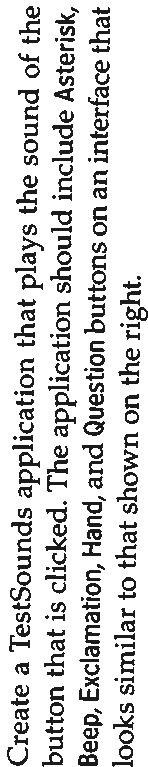 Create a TestSounds application that plays the sound of the
button that is clicked. The application should include Asterisk,
Beep, Exclamation, Hand, and Question buttons on an interface that
looks similar to that shown on the right.